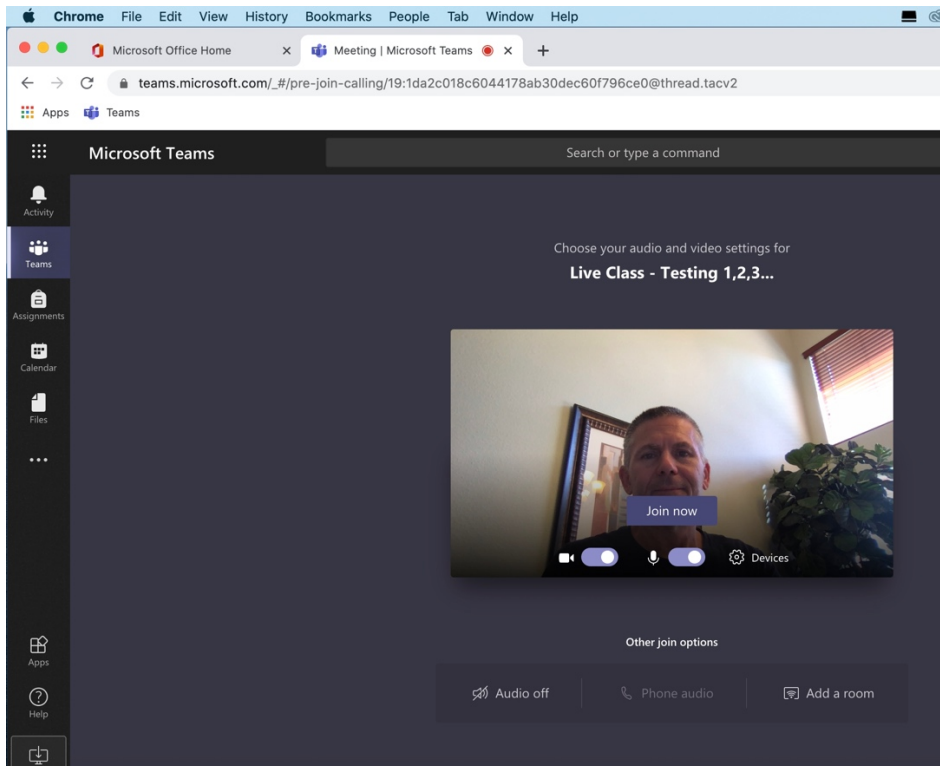 Chrome File Edit View History Bookmarks People Tab Window Help
Microsoft Office Home
Meeting | Microsoft Teams
teams.microsoft.com/_#/pre-join-calling/19:1da2c018c6044178ab30dec60f796ce0@thread.tacv2
Apps Teams
Microsoft Teams
Search or type a command
Activity
Teams
Assignments
Calendar
Files
Apps
Help
Choose your audio and video settings for
Live Class - Testing 1,2,3...
Join now
Devices
Other join options
Audio off
Phone audio
Add a room